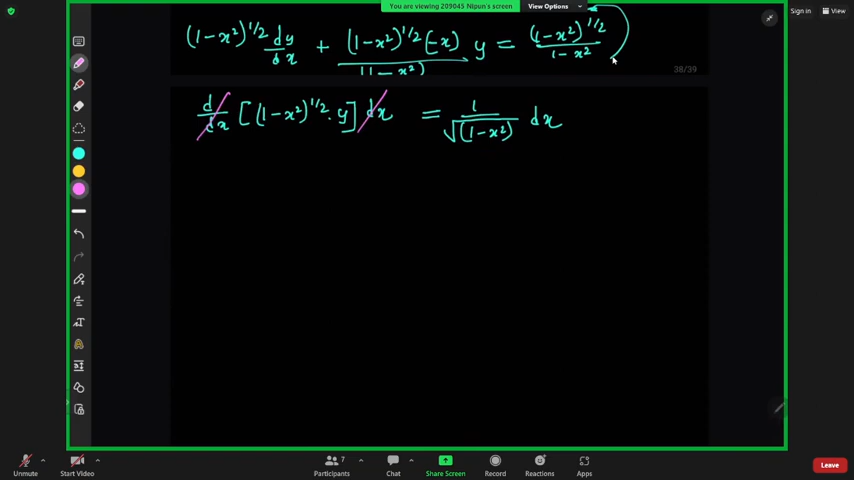 You are viewing 209045 Nipun's screen
View Options
Sign in
View
(1-x²)^1/2 dy/dx + (1-x²)^1/2 (-x)/(1-x²) y = (1-x²)^1/2/1-x²
38/39
d/dx [(1-x²)^1/2 . y] dx = 1/√(1-x²) dx
Unmute
Start Video
7
Participants
Chat
Share Screen
Record
Reactions
Apps
Leave